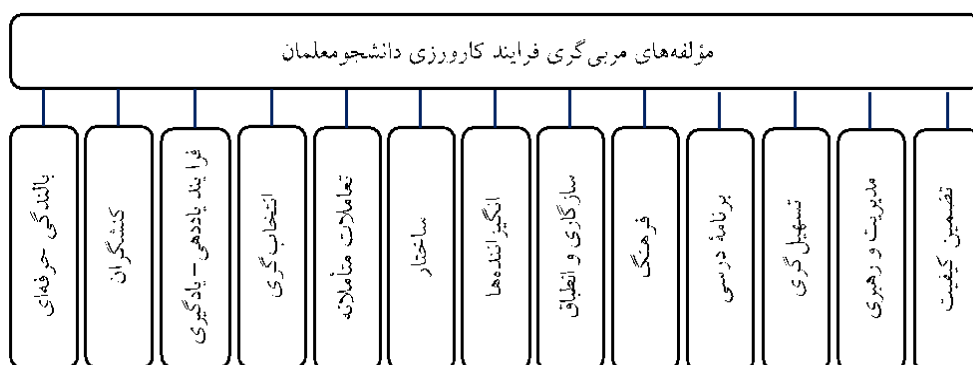 مؤلفه‌های مربی‌گری فرایند کارورزی دانشجومعلمان
تضمین کیفیت
مدیریت و رهبری
تسهیل‌گری
برنامهٔ درسی
فرهنگ
سازگاری و انطباق
انگیزاننده‌ها
ساختار
تعاملات متأملانه
انتخاب‌گری
فرایند یاددهی - یادگیری
کنشگران
بالندگی حرفه‌ای